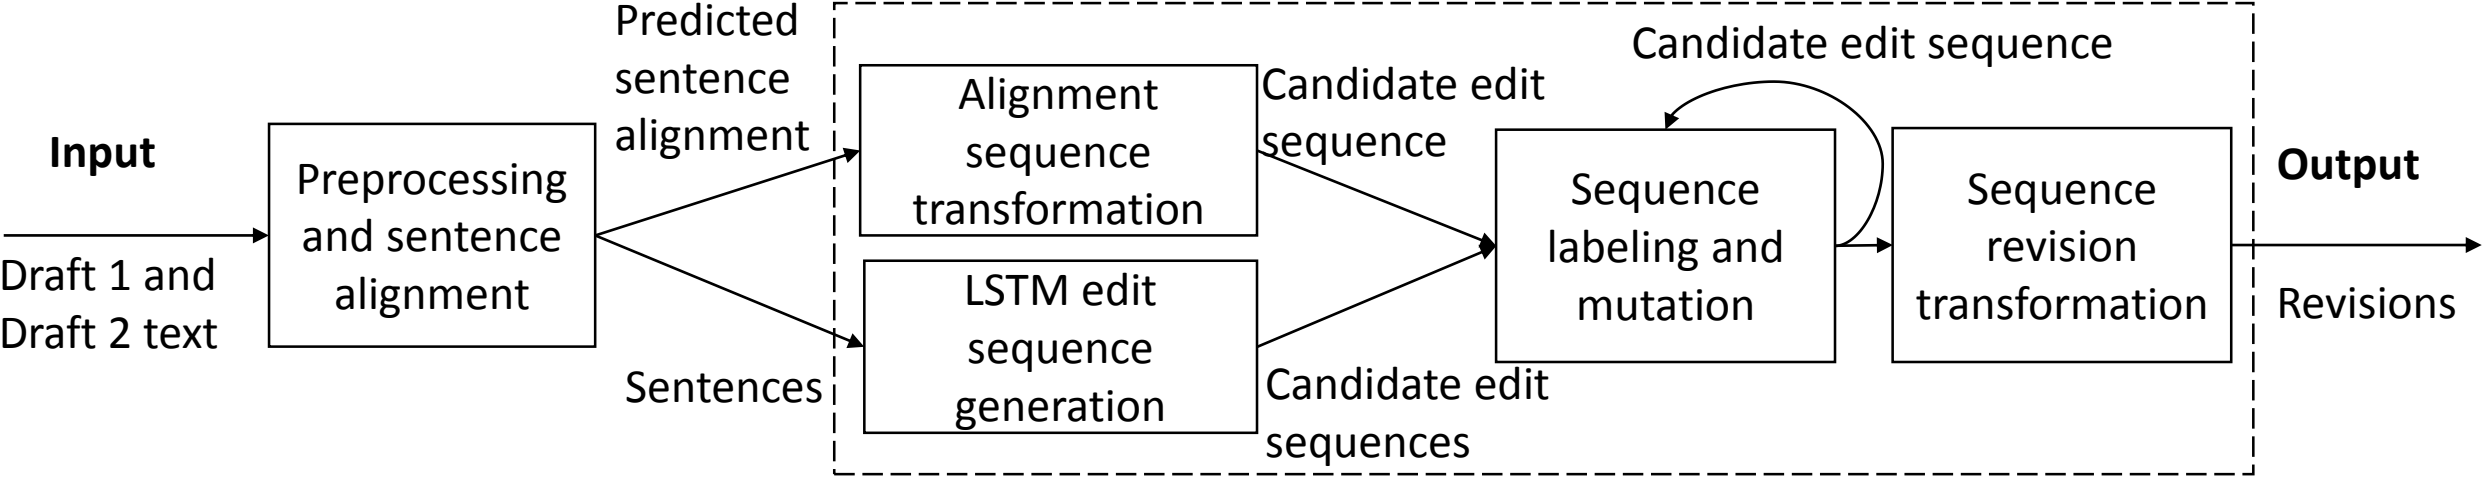 Input
Draft 1 and
Draft 2 text
Preprocessing
and sentence
alignment
Predicted
sentence
alignment
Sentences
Alignment
sequence
transformation
LSTM edit
sequence
generation
Candidate edit
sequence
Candidate edit
sequences
Candidate edit sequence
Sequence
labeling and
mutation
Sequence
revision
transformation
Output
Revisions